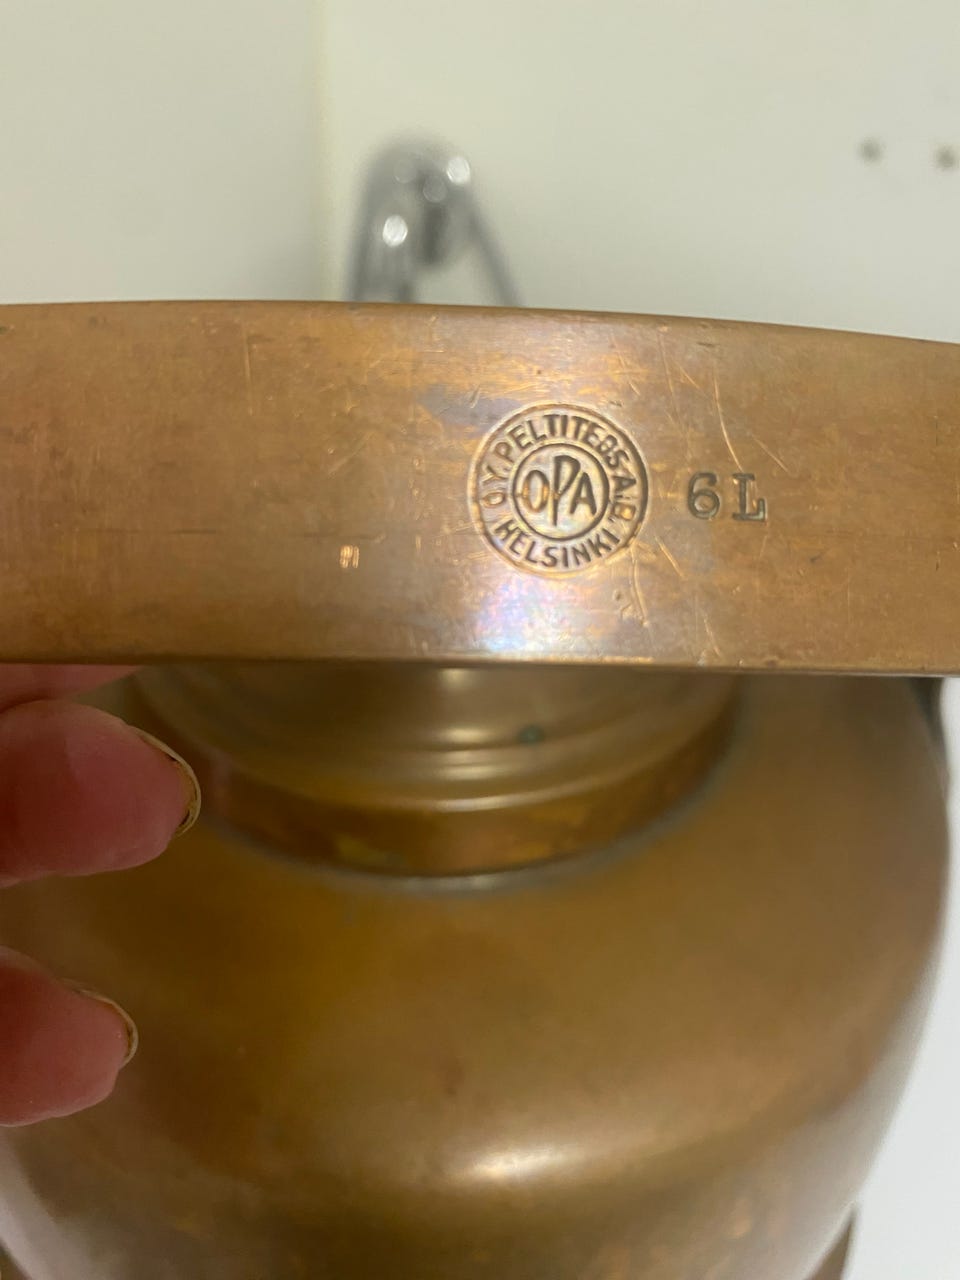 O.Y. PELTITEOS A.B.
OPA
HELSINKI
6L